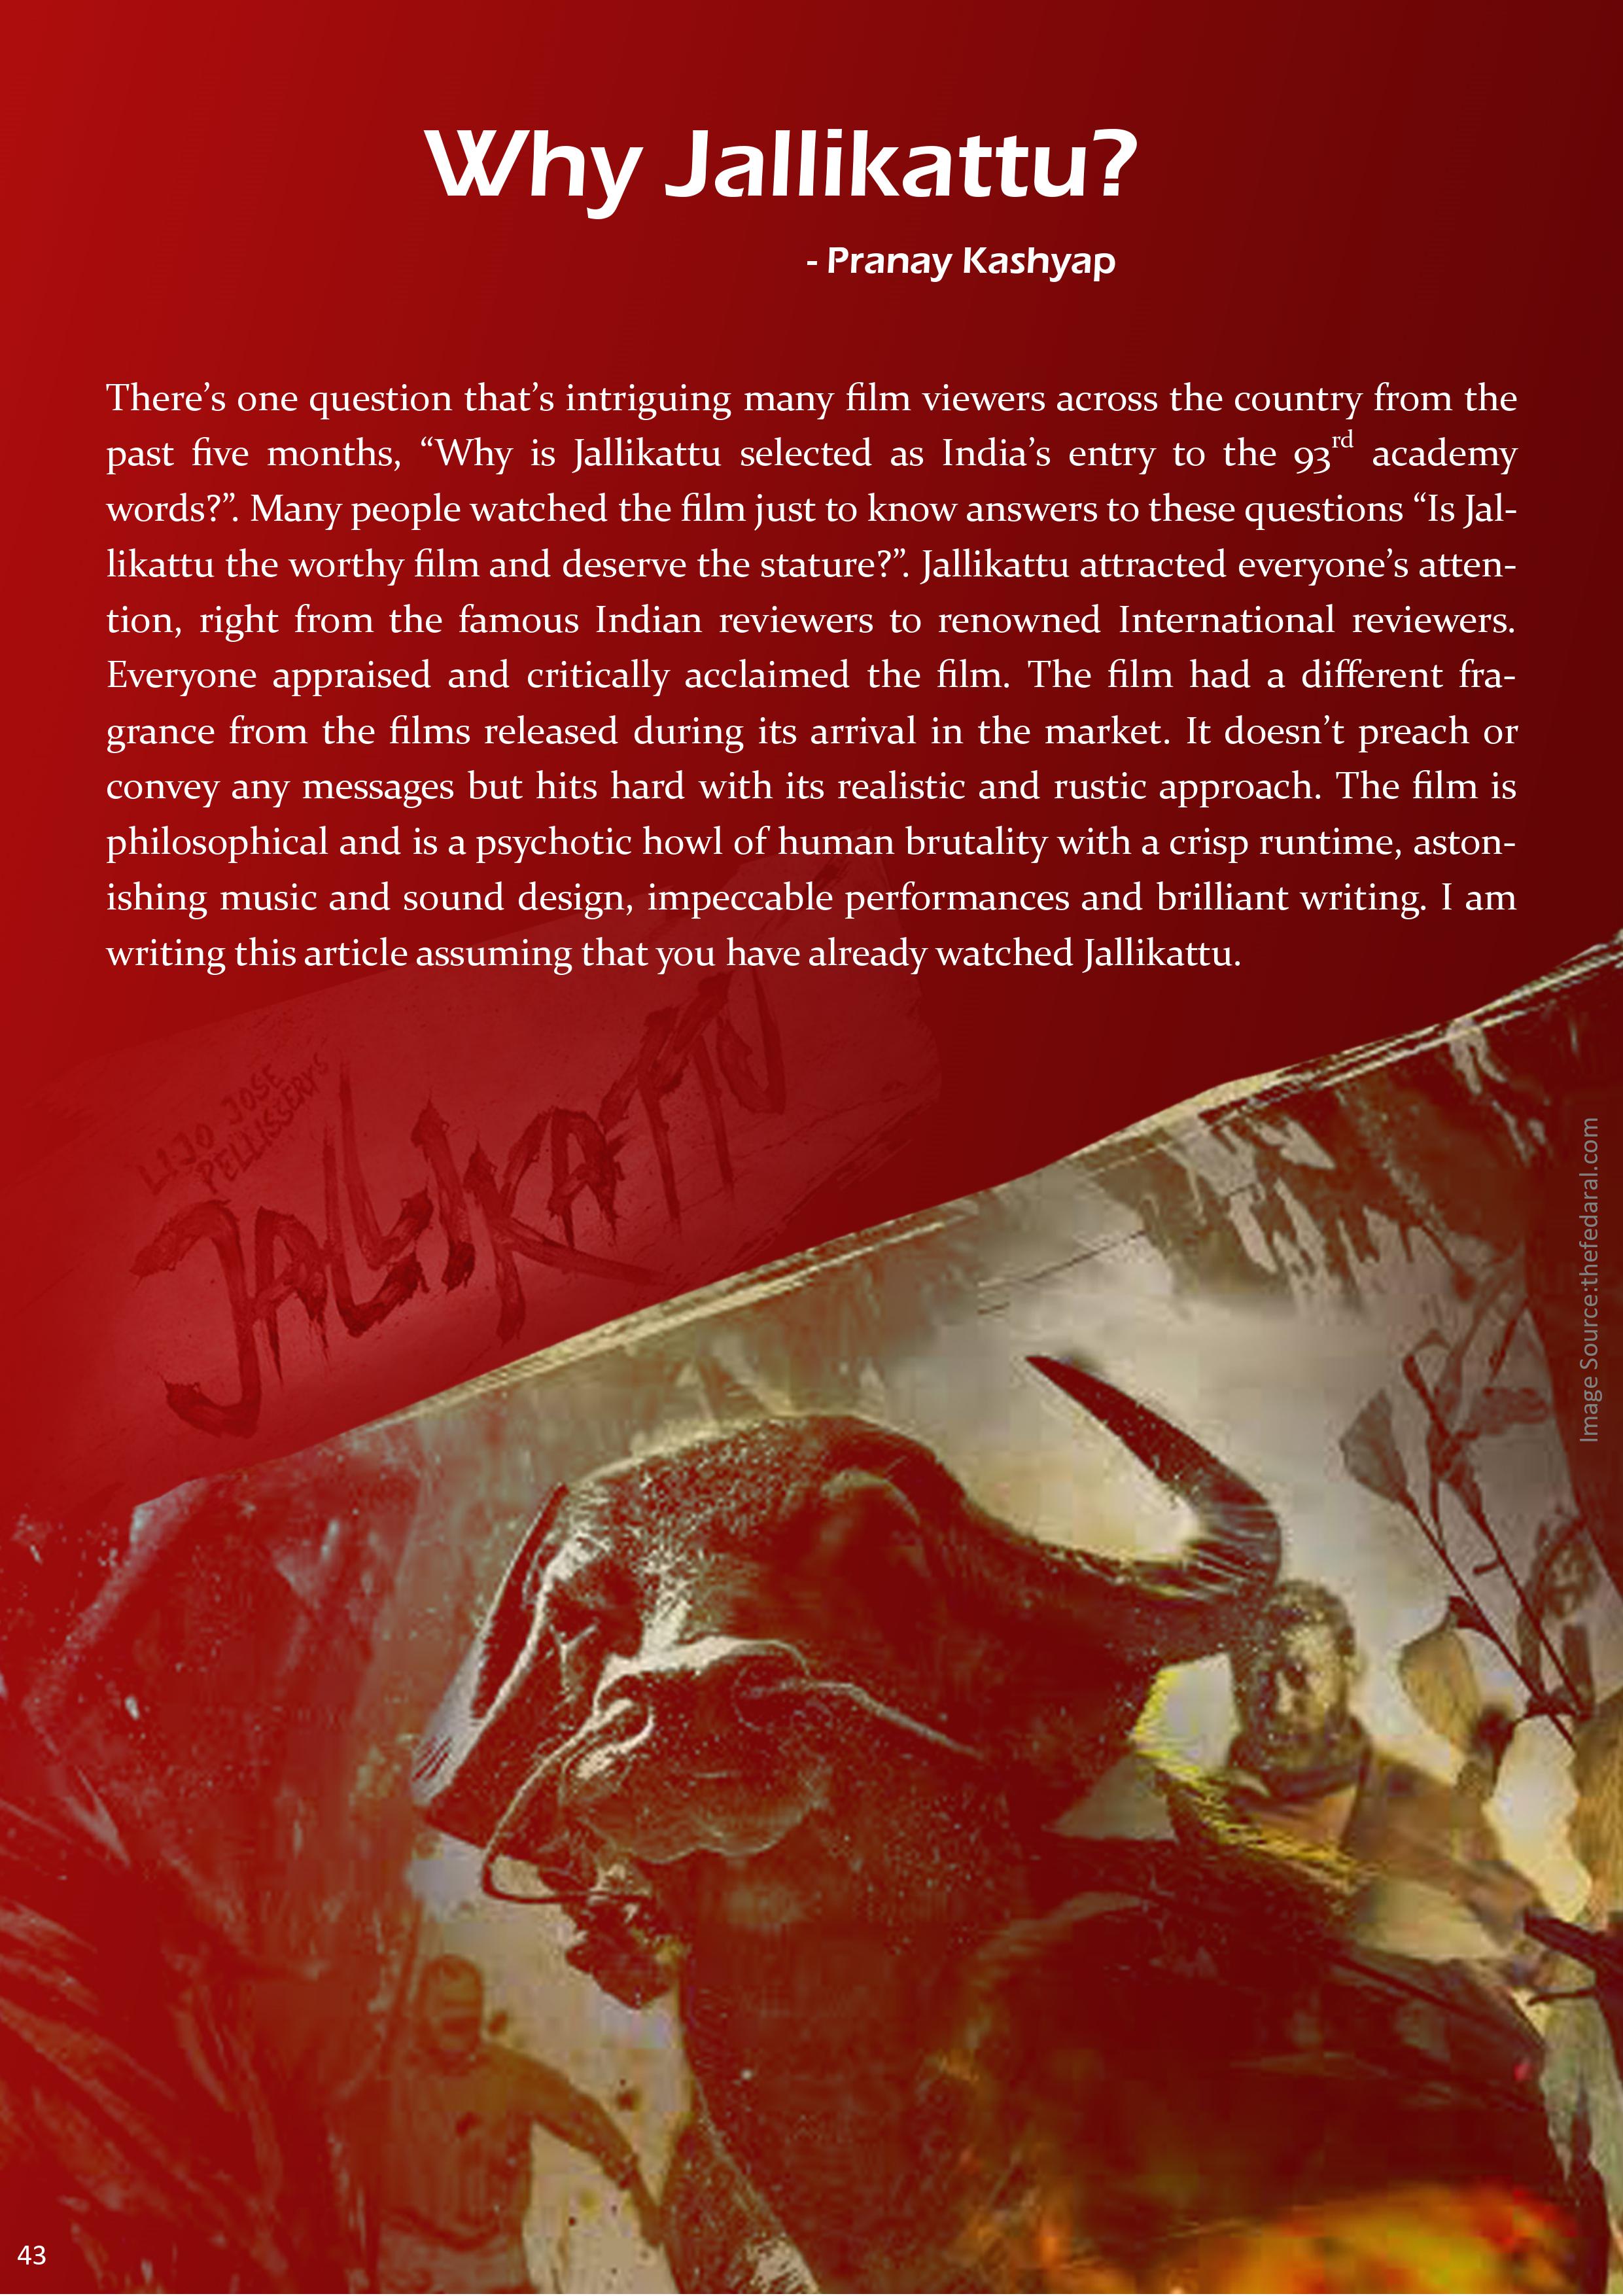 Why Jallikattu?
- Pranay Kashyap
There’s one question that’s intriguing many film viewers across the country from the
past five months, “Why is Jallikattu selected as India’s entry to the 93rd academy
words?”. Many people watched the film just to know answers to these questions “Is Jal-
likattu the worthy film and deserve the stature?”. Jallikattu attracted everyone’s atten-
tion, right from the famous Indian reviewers to renowned International reviewers.
Everyone appraised and critically acclaimed the film. The film had a different fra-
grance from the films released during its arrival in the market. It doesn’t preach or
convey any messages but hits hard with its realistic and rustic approach. The film is
philosophical and is a psychotic howl of human brutality with a crisp runtime, aston-
ishing music and sound design, impeccable performances and brilliant writing. I am
writing this article assuming that you have already watched Jallikattu.
LIJO JOSE
PELLISSERY'S
JALLIKATTU
Image Source:thefedaral.com
43